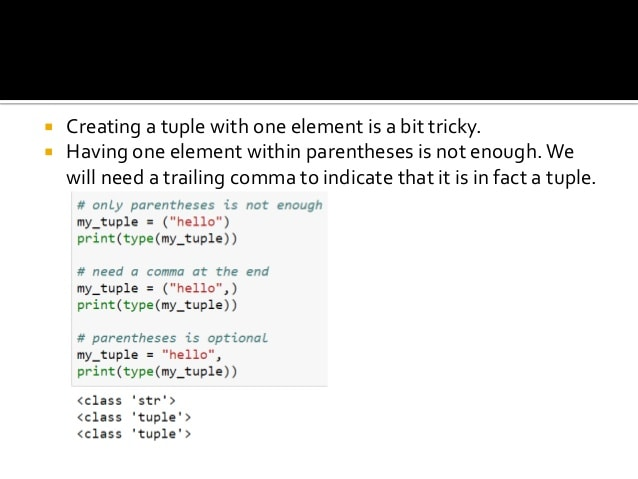 Creating a tuple with one element is a bit tricky.
Having one element within parentheses is not enough. We
will need a trailing comma to indicate that it is in fact a tuple.
# only parentheses is not enough
my_tuple = ("hello")
print(type(my_tuple))
# need a comma at the end
my_tuple = ("hello",)
print(type(my_tuple))
# parentheses is optional
my_tuple = "hello",
print(type(my_tuple))
<class 'str'>
<class 'tuple'>
<class 'tuple'>